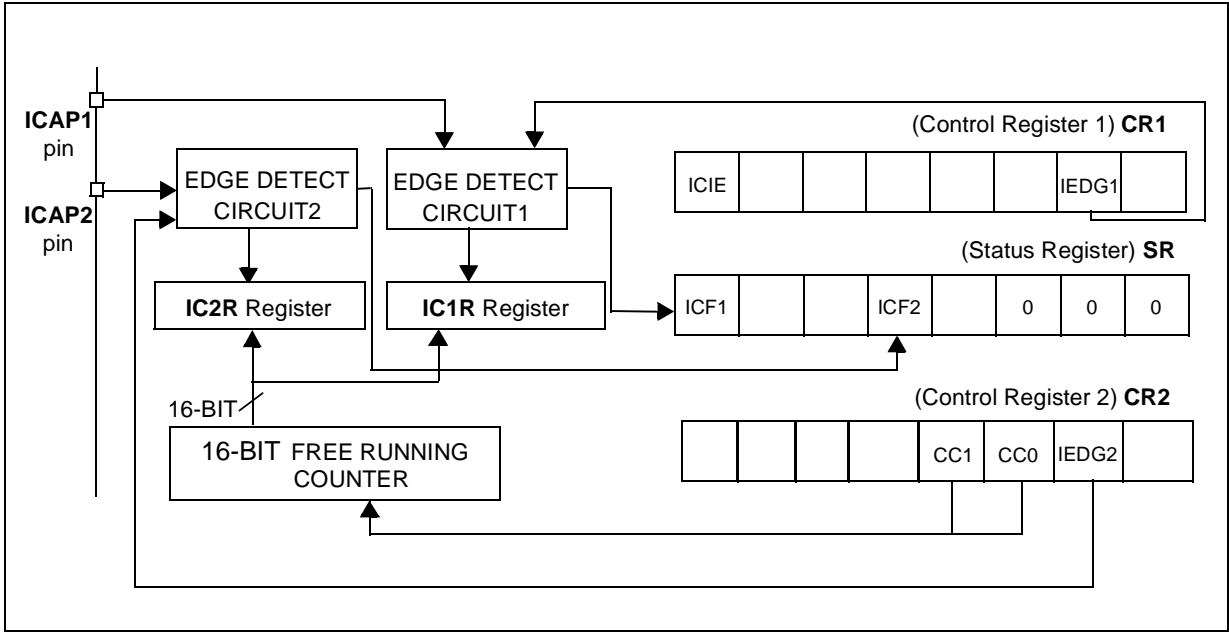 ICAP1
pin
ICAP2
pin
EDGE DETECT
CIRCUIT2
EDGE DETECT
CIRCUIT1
IC2R Register
IC1R Register
16-BIT
16-BIT FREE RUNNING
COUNTER
(Control Register 1) CR1
ICIE IEDG1
(Status Register) SR
ICF1 ICF2 0 0 0
(Control Register 2) CR2
CC1 CC0 IEDG2